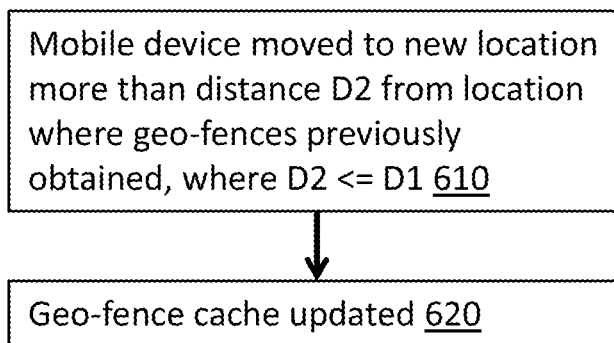 Mobile device moved to new location
more than distance D2 from location
where geo-fences previously
obtained, where D2 <= D1 610
Geo-fence cache updated 620